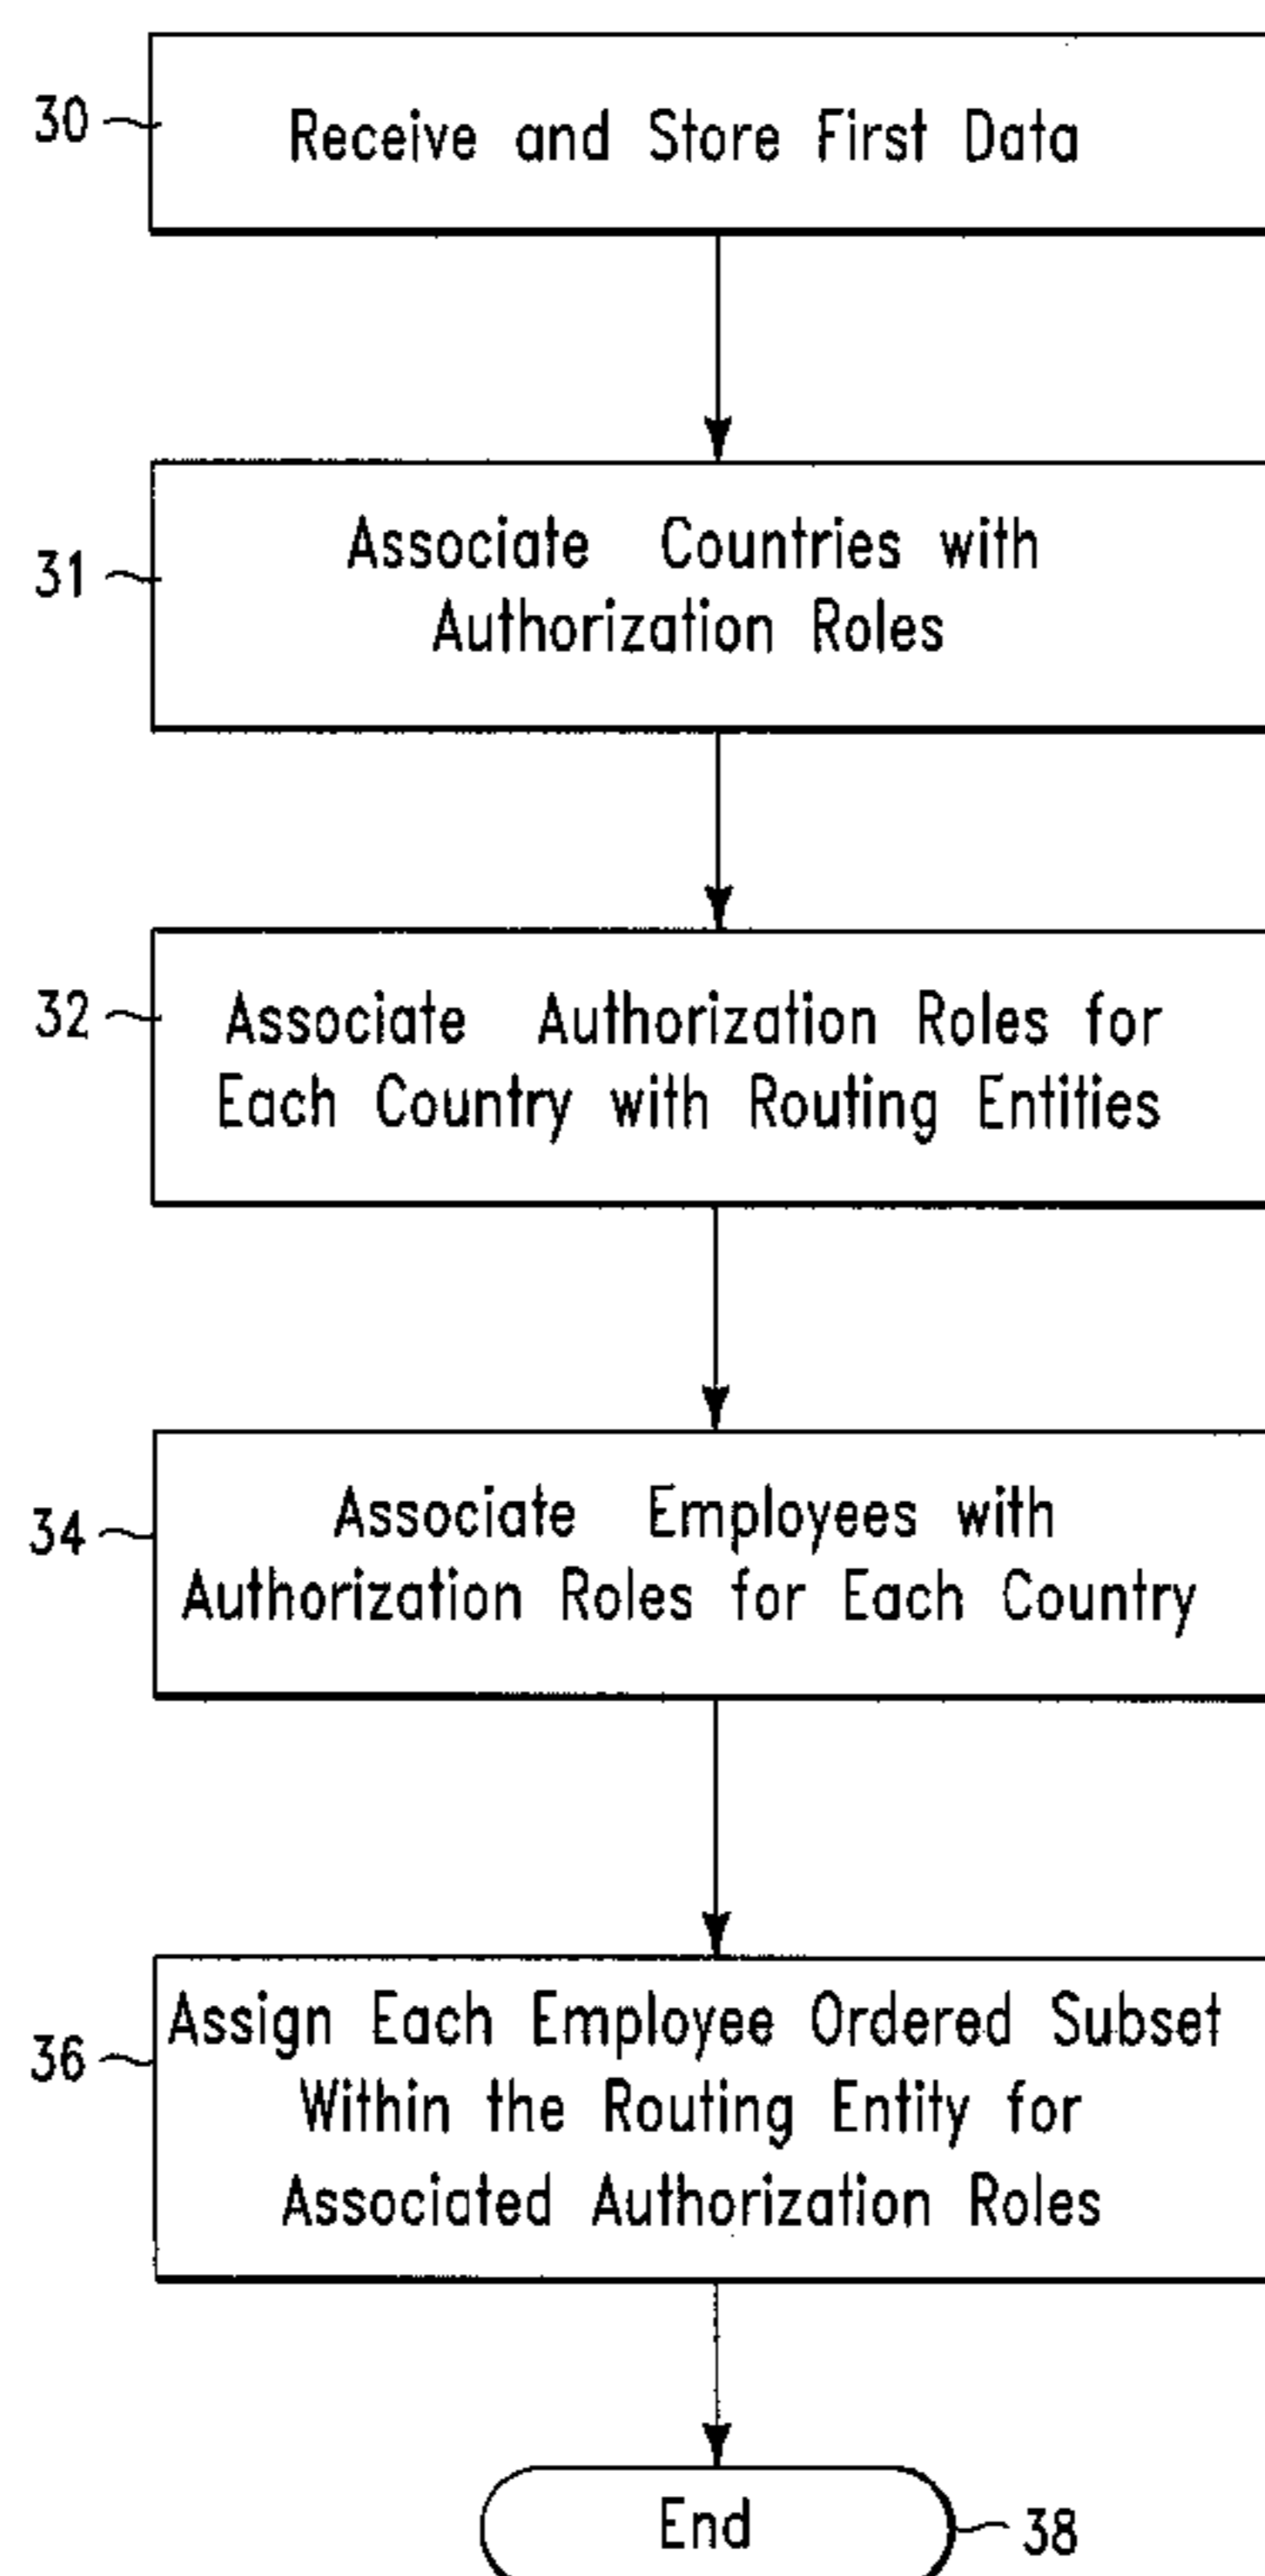 30
Receive and Store First Data
31
Associate Countries with
Authorization Roles
32
Associate Authorization Roles for
Each Country with Routing Entities
34
Associate Employees with
Authorization Roles for Each Country
36
Assign Each Employee Ordered Subset
Within the Routing Entity for
Associated Authorization Roles
End
38